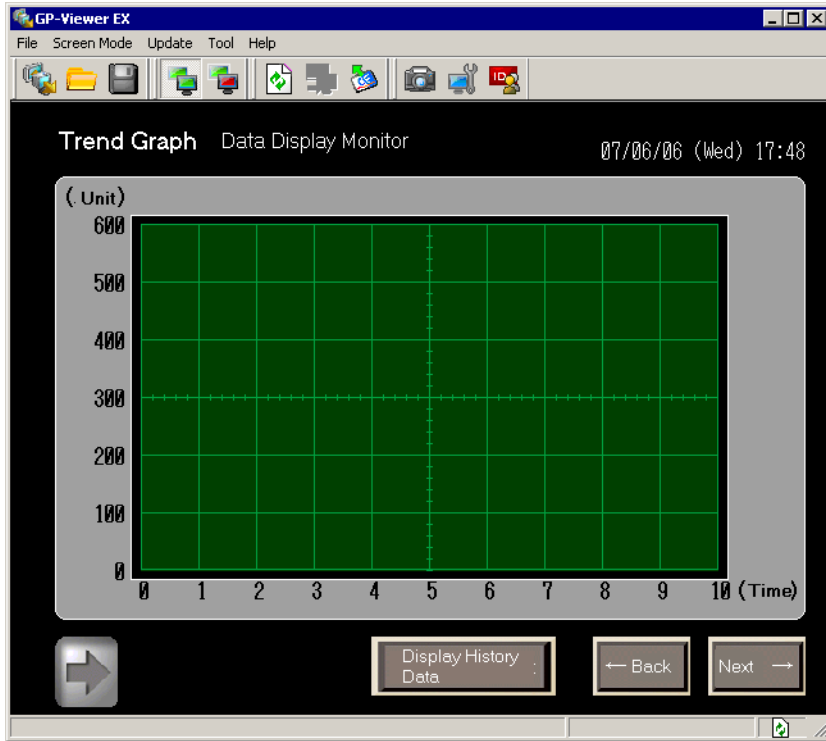 GP-Viewer EX
File Screen Mode Update Tool Help
ID
Trend Graph Data Display Monitor
07/06/06 (Wed) 17:48
(. Unit)
600
500
400
300
200
100
0
0 1 2 3 4 5 6 7 8 9 10 (Time)
Display History :
Data
← Back
Next →